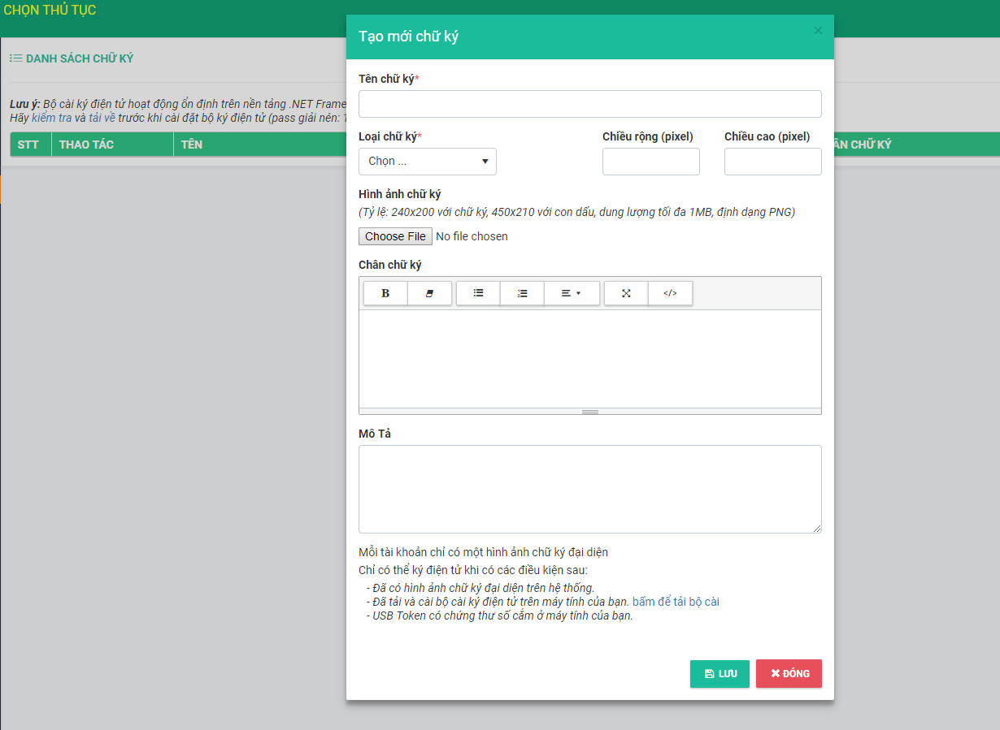 CHỌN THỦ TỤC
Tạo mới chữ ký
DANH SÁCH CHỮ KÝ
Lưu ý: Bộ cài ký điện tử hoạt động ổn định trên nền tảng .NET Frame
Hãy kiểm tra và tải về trước khi cài đặt bộ ký điện tử (pass giải nén: 1
STT THAO TÁC TÊN CHỮ KÝ
Tên chữ ký*
Loại chữ ký* Chiều rộng (pixel) Chiều cao (pixel)
Chọn ...
Hình ảnh chữ ký
(Tỷ lệ: 240x200 với chữ ký, 450x210 với con dấu, dung lượng tối đa 1MB, định dạng PNG)
Choose File No file chosen
Chân chữ ký
B </>
Mô Tả
Mỗi tài khoản chỉ có một hình ảnh chữ ký đại diện
Chỉ có thể ký điện tử khi có các điều kiện sau:
- Đã có hình ảnh chữ ký đại diện trên hệ thống.
- Đã tải và cài bộ cài ký điện tử trên máy tính của bạn. bấm để tải bộ cài
- USB Token có chứng thư số cắm ở máy tính của bạn.
LƯU ĐÓNG